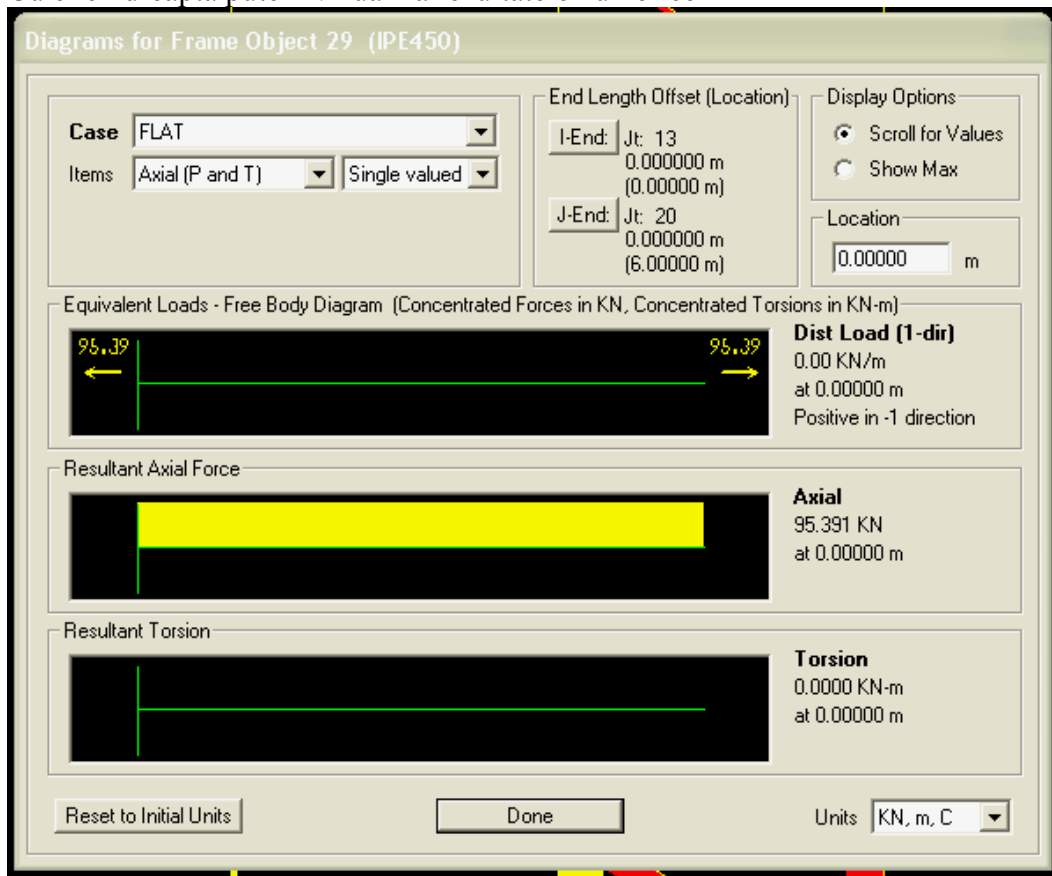 Diagrams for Frame Object 29 (IPE450)
Case FLAT
Items Axial (P and T) Single valued
End Length Offset (Location)
I-End: Jt: 13
0.000000 m
(0.00000 m)
J-End: Jt: 20
0.000000 m
(6.00000 m)
Display Options
Scroll for Values
Show Max
Location
0.00000 m
Equivalent Loads - Free Body Diagram (Concentrated Forces in KN, Concentrated Torsions in KN-m)
95.39 95.39
Dist Load (1-dir)
0.00 KN/m
at 0.00000 m
Positive in -1 direction
Resultant Axial Force
Axial
95.391 KN
at 0.00000 m
Resultant Torsion
Torsion
0.0000 KN-m
at 0.00000 m
Reset to Initial Units Done Units KN, m, C